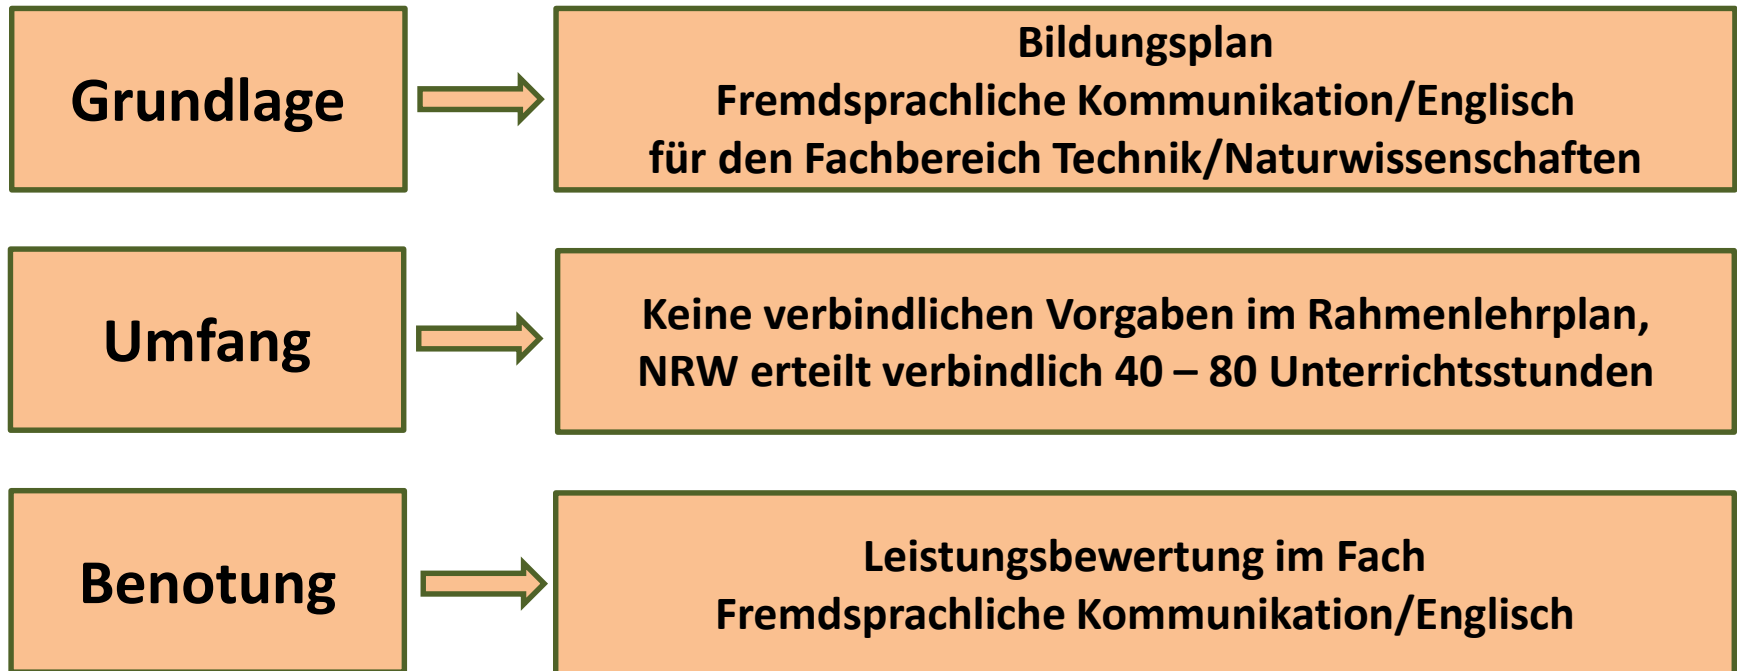 Grundlage
Bildungsplan
Fremdsprachliche Kommunikation/Englisch
für den Fachbereich Technik/Naturwissenschaften
Umfang
Keine verbindlichen Vorgaben im Rahmenlehrplan,
NRW erteilt verbindlich 40 – 80 Unterrichtsstunden
Benotung
Leistungsbewertung im Fach
Fremdsprachliche Kommunikation/Englisch